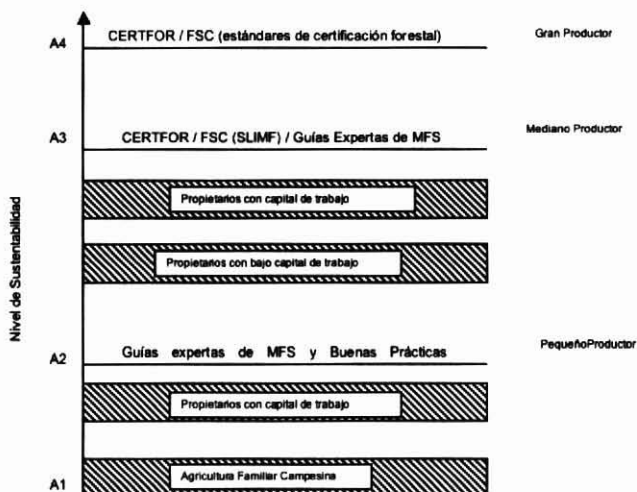 A4
CERTFOR / FSC (estándares de certificación forestal)
Gran Productor
A3
CERTFOR / FSC (SLIMF) / Guías Expertas de MFS
Mediano Productor
Propietarios con capital de trabajo
Propietarios con bajo capital de trabajo
Nivel de Sustentabilidad
A2
Guías expertas de MFS y Buenas Prácticas
PequeñoProductor
Propietarios con capital de trabajo
A1
Agricultura Familiar Campesina